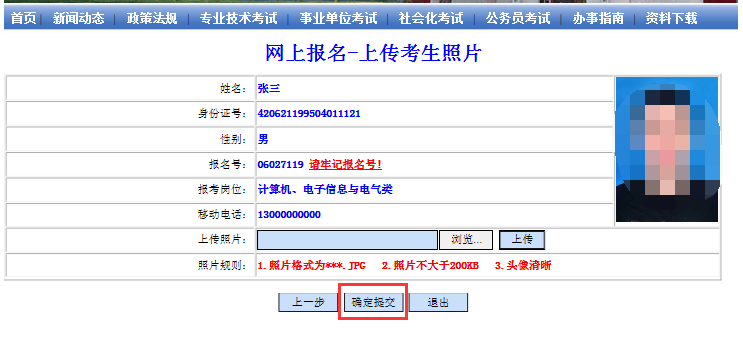 首页 | 新闻动态 | 政策法规 | 专业技术考试 | 事业单位考试 | 社会化考试 | 公务员考试 | 办事指南 | 资料下载
网上报名-上传考生照片
姓名： 张三
身份证号： 420621199504011121
性别： 男
报名号： 06027119 请牢记报名号!
报考岗位： 计算机、电子信息与电气类
移动电话： 13000000000
上传照片： 浏览... 上传
照片规则： 1.照片格式为***.JPG 2.照片不大于200KB 3.头像清晰
上一步 确定提交 退出